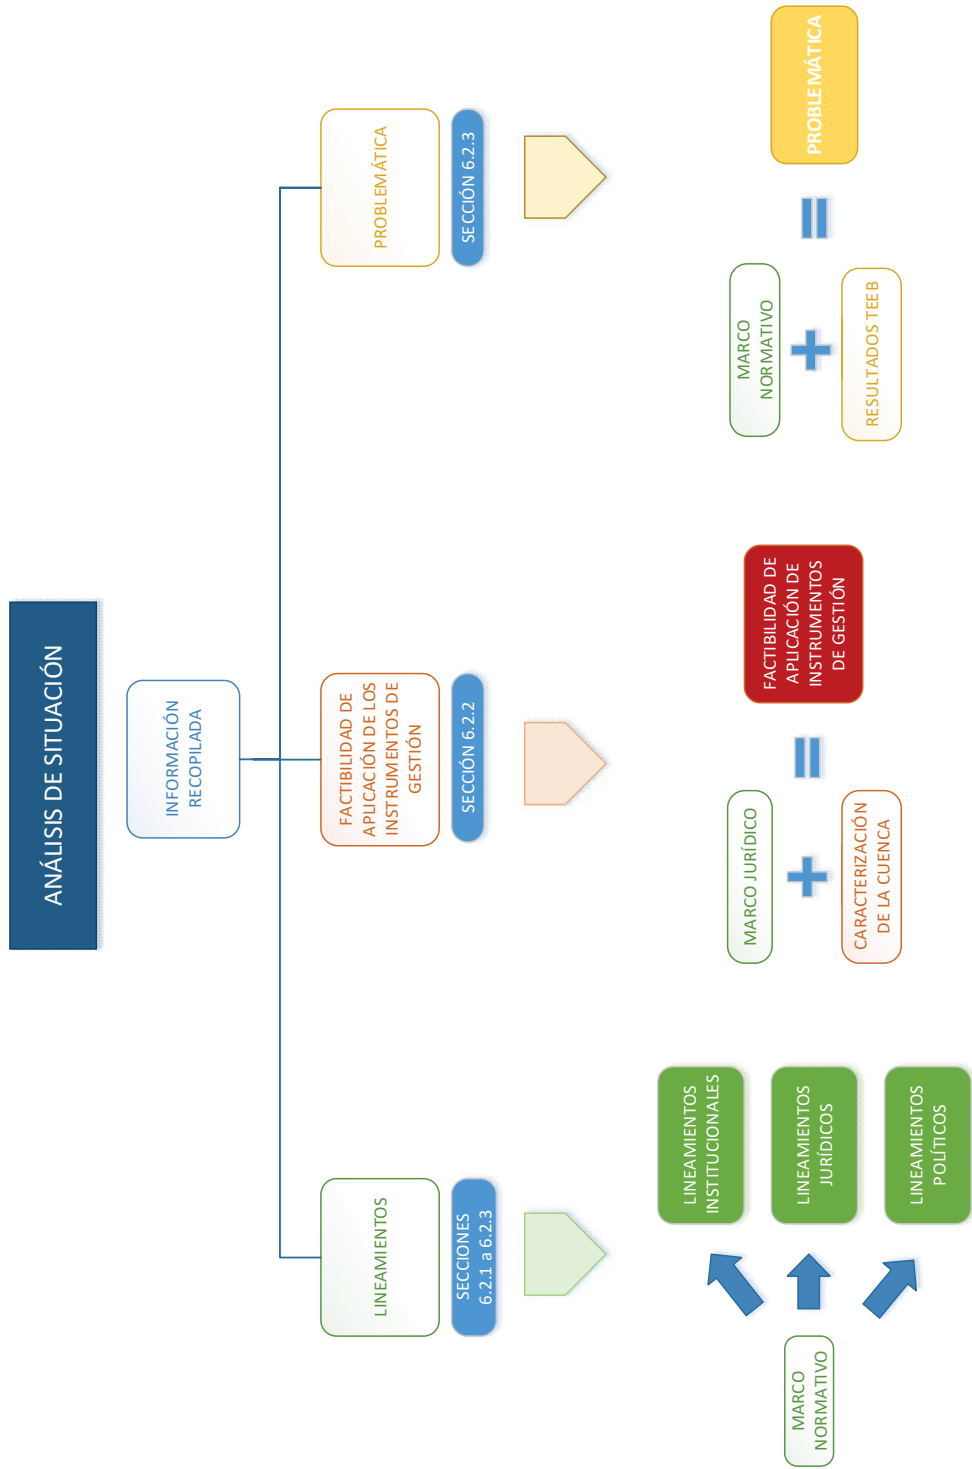 ANÁLISIS DE SITUACIÓN
INFORMACIÓN
RECOPILADA
LINEAMIENTOS
SECCIONES
6.2.1 a 6.2.3
FACTIBILIDAD DE
APLICACIÓN DE LOS
INSTRUMENTOS DE
GESTIÓN
SECCIÓN 6.2.2
PROBLEMÁTICA
SECCIÓN 6.2.3
MARCO
NORMATIVO
LINEAMIENTOS
INSTITUCIONALES
LINEAMIENTOS
JURÍDICOS
LINEAMIENTOS
POLÍTICOS
MARCO JURÍDICO
CARACTERIZACIÓN
DE LA CUENCA
FACTIBILIDAD DE
APLICACIÓN DE
INSTRUMENTOS
DE GESTIÓN
MARCO
NORMATIVO
RESULTADOS TEEB
PROBLEMÁTICA